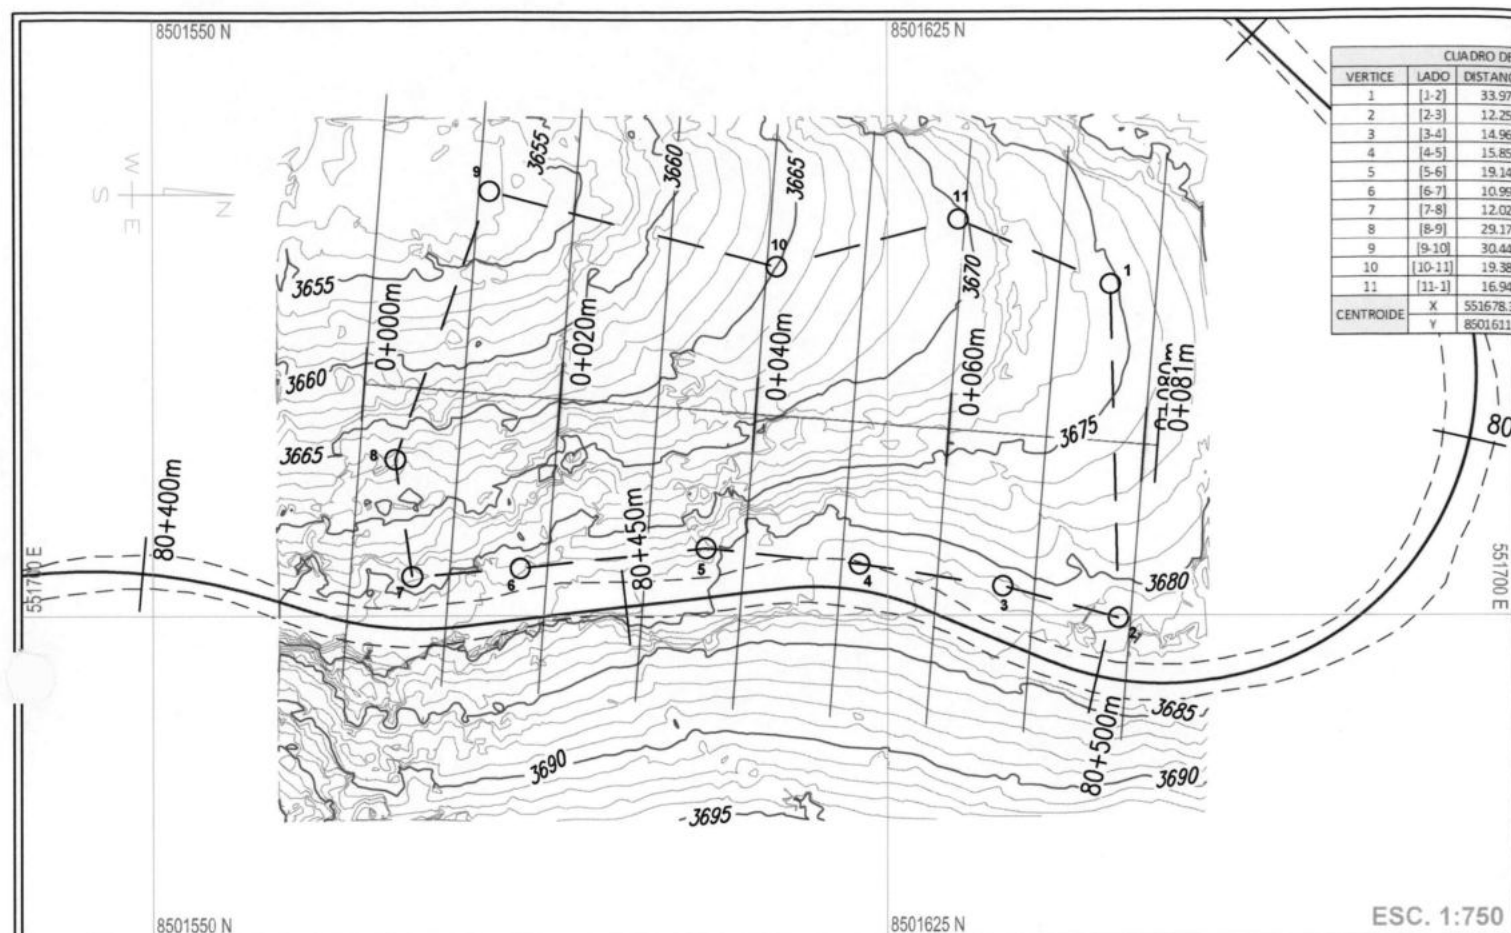 8501550 N
8501625 N
CUADRO DE
VERTICE LADO DISTANC
1 [1-2] 33.97
2 [2-3] 12.25
3 [3-4] 14.96
4 [4-5] 15.85
5 [5-6] 19.14
6 [6-7] 10.99
7 [7-8] 12.02
8 [8-9] 29.17
9 [9-10] 30.44
10 [10-11] 19.38
11 [11-1] 16.94
CENTROIDE X 551678.
Y 8501611
W
S
N
E
9
3655
3660
3665
11
10
3670
1
3655
0+000m
0+020m
0+040m
0+060m
0+080m
0+081m
3660
3665
8
3675
80
80+400m
80+450m
551700 E
551700 E
7
6
5
4
3
2
3680
3685
80+500m
3690
3690
3695
8501550 N
8501625 N
ESC. 1:750